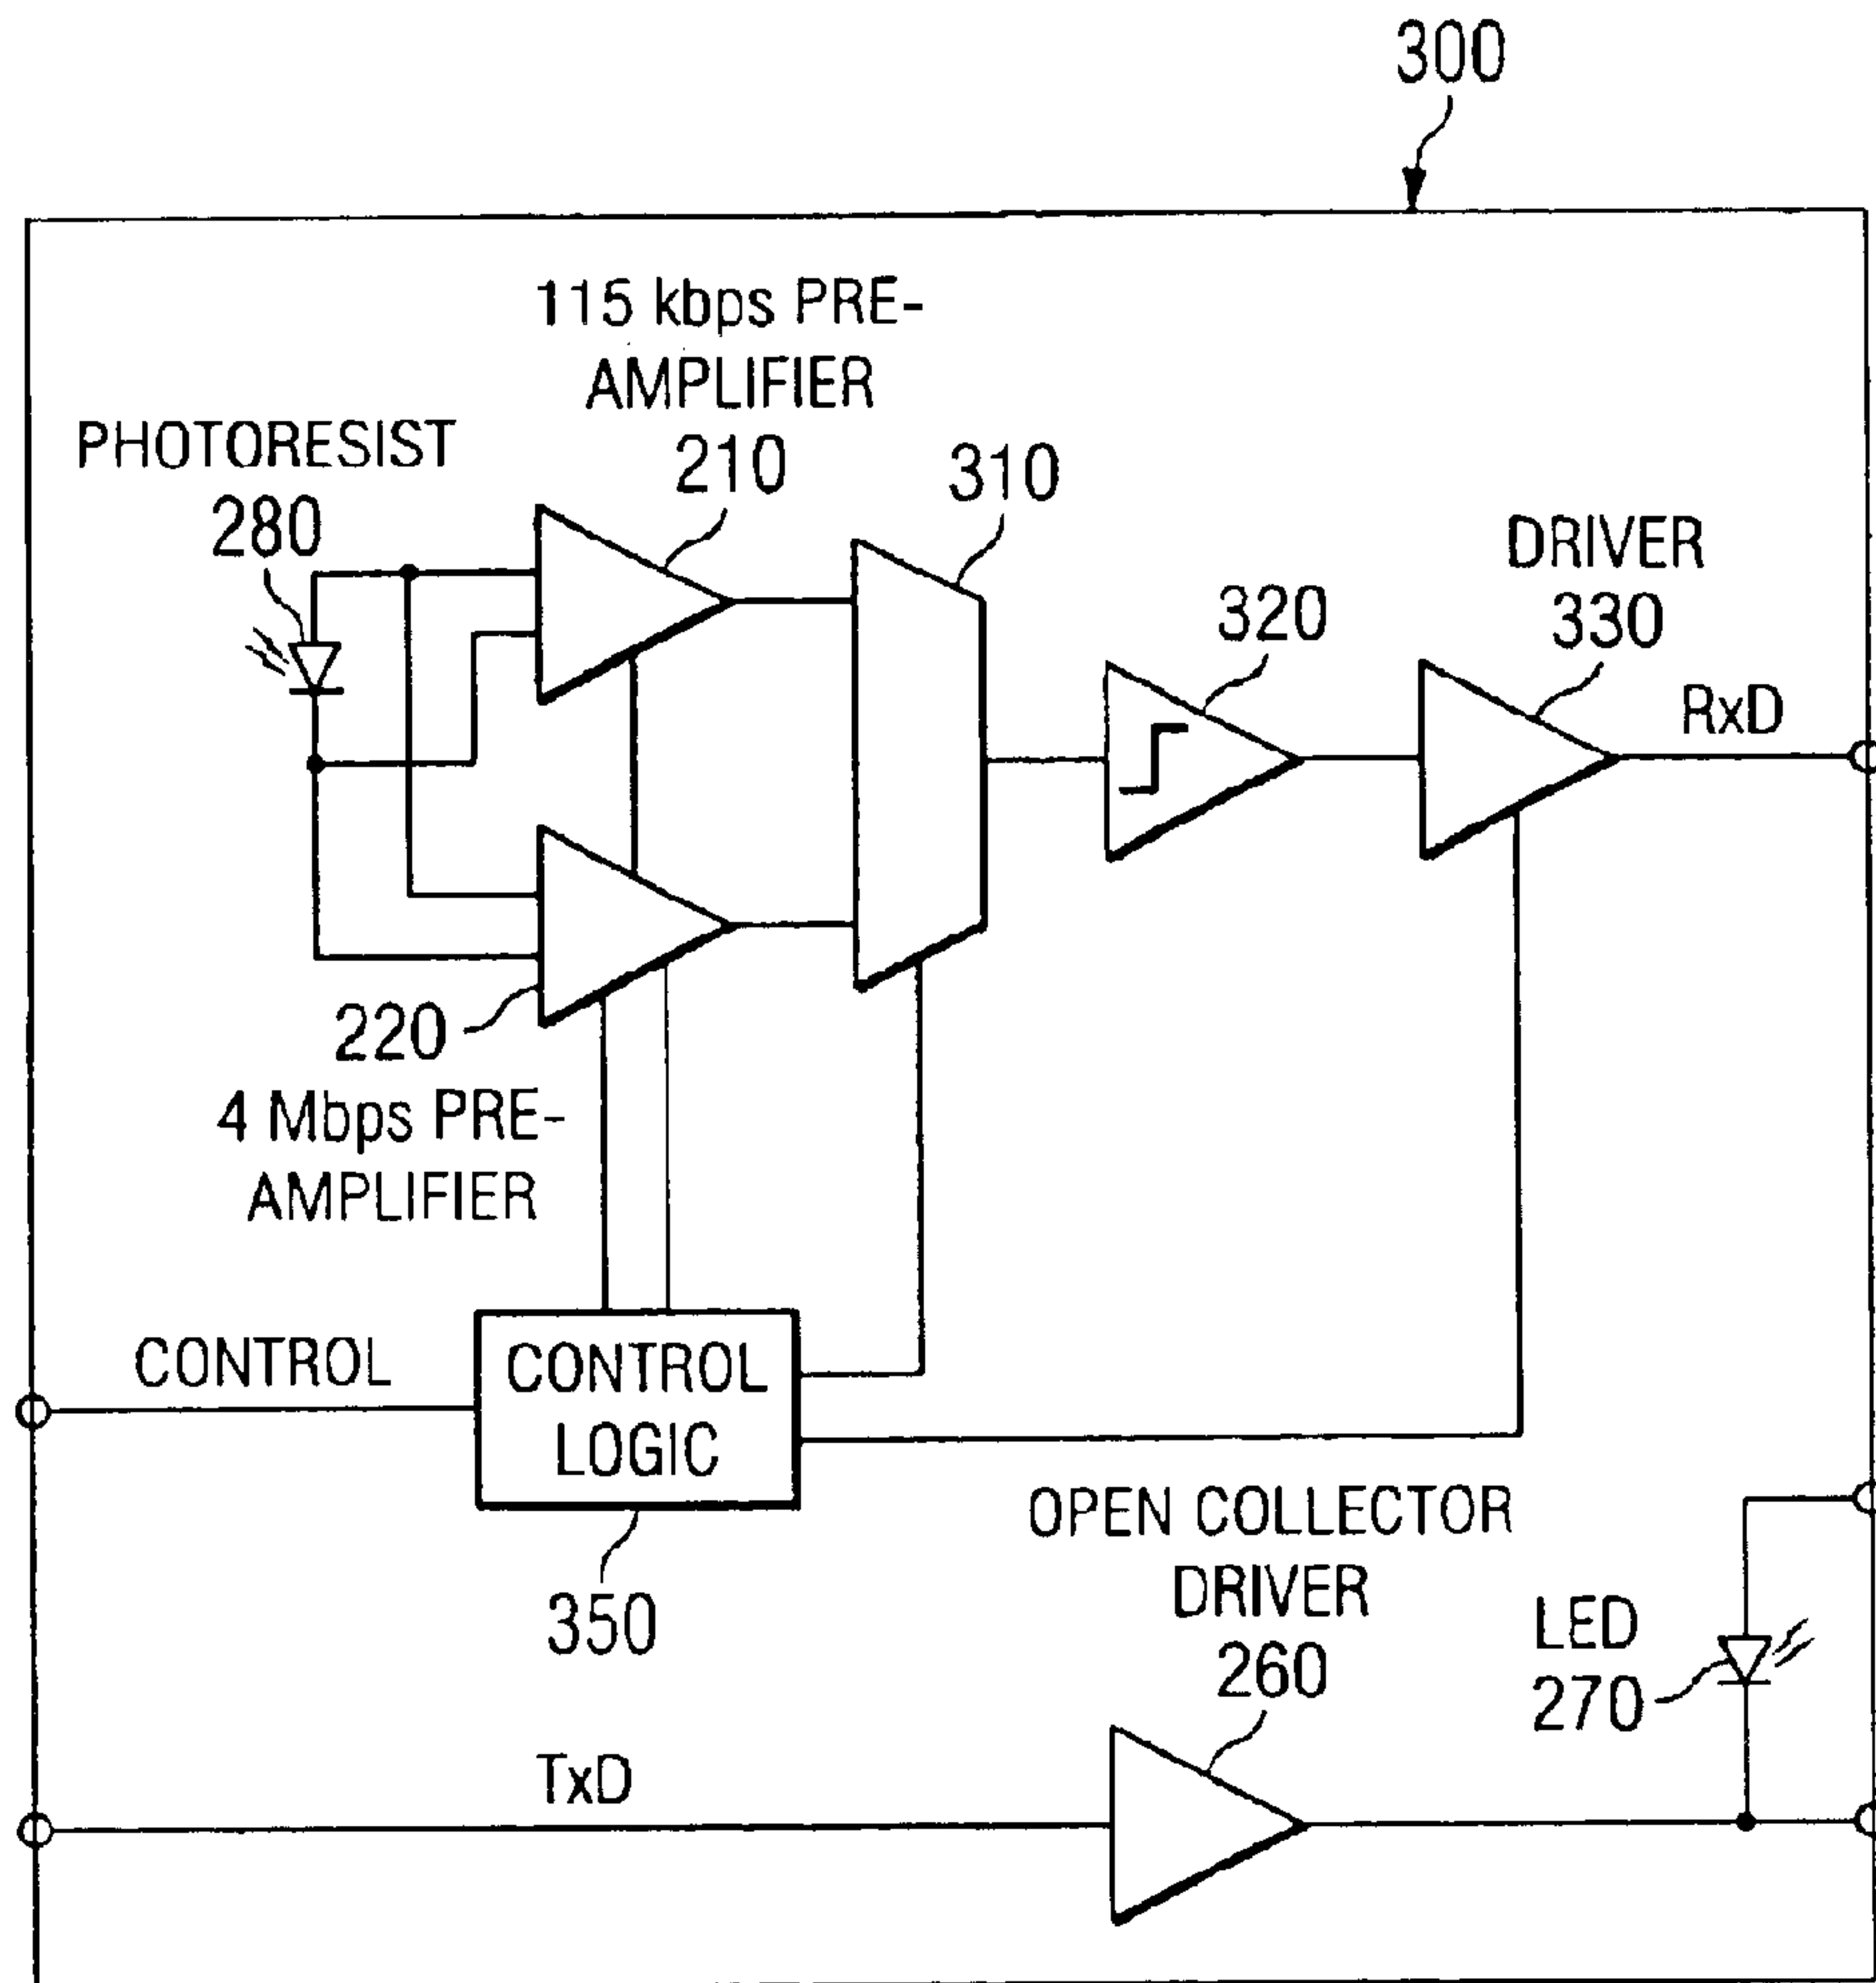 300
115 kbps PRE-
AMPLIFIER
210
PHOTORESIST
280
310
DRIVER
330
320
RxD
220
4 Mbps PRE-
AMPLIFIER
CONTROL
CONTROL
LOGIC
350
OPEN COLLECTOR
DRIVER
260
LED
270
TxD